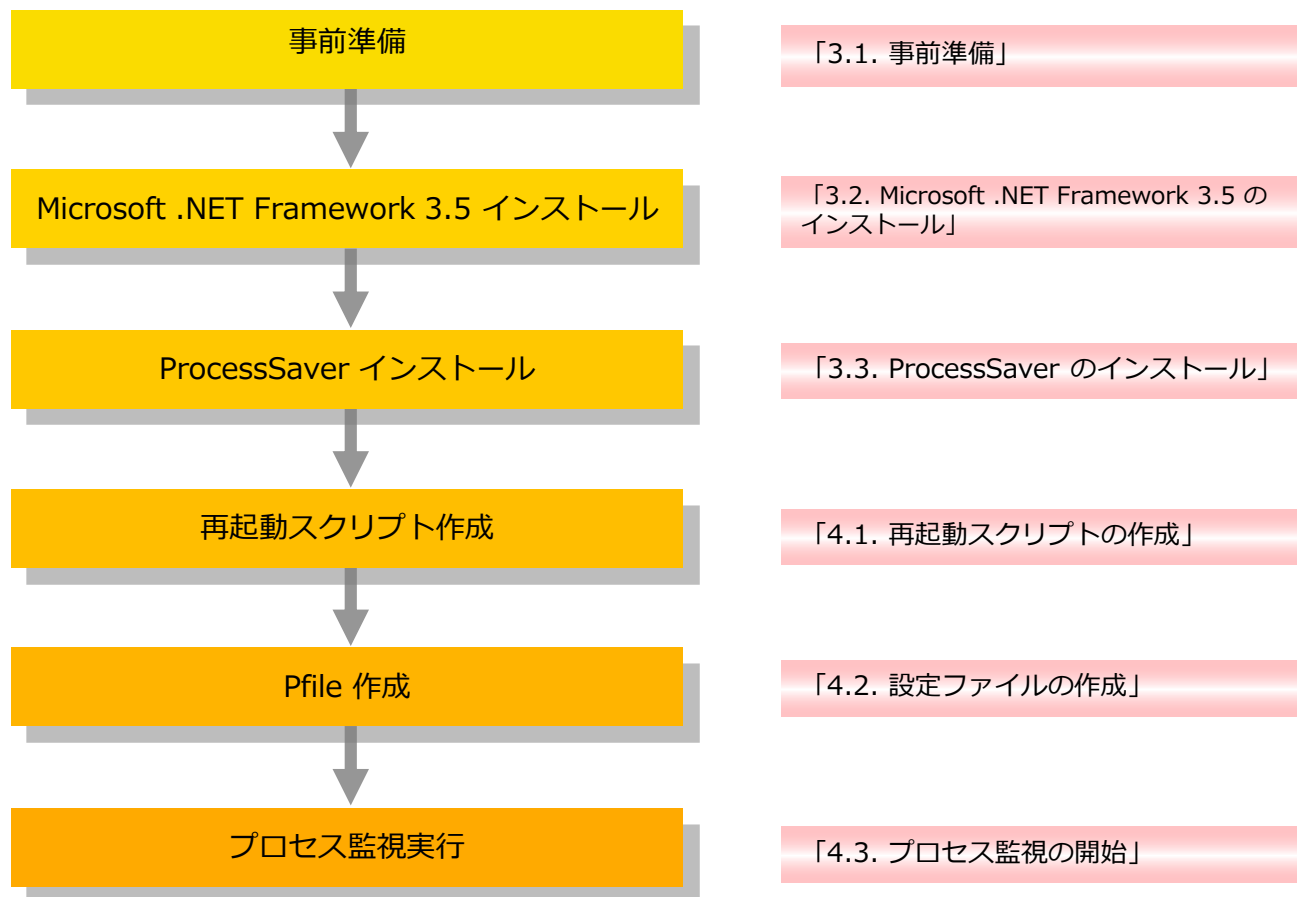 事前準備
「3.1. 事前準備」
Microsoft .NET Framework 3.5 インストール
「3.2. Microsoft .NET Framework 3.5 の
インストール」
ProcessSaver インストール
「3.3. ProcessSaver のインストール」
再起動スクリプト作成
「4.1. 再起動スクリプトの作成」
Pfile 作成
「4.2. 設定ファイルの作成」
プロセス監視実行
「4.3. プロセス監視の開始」